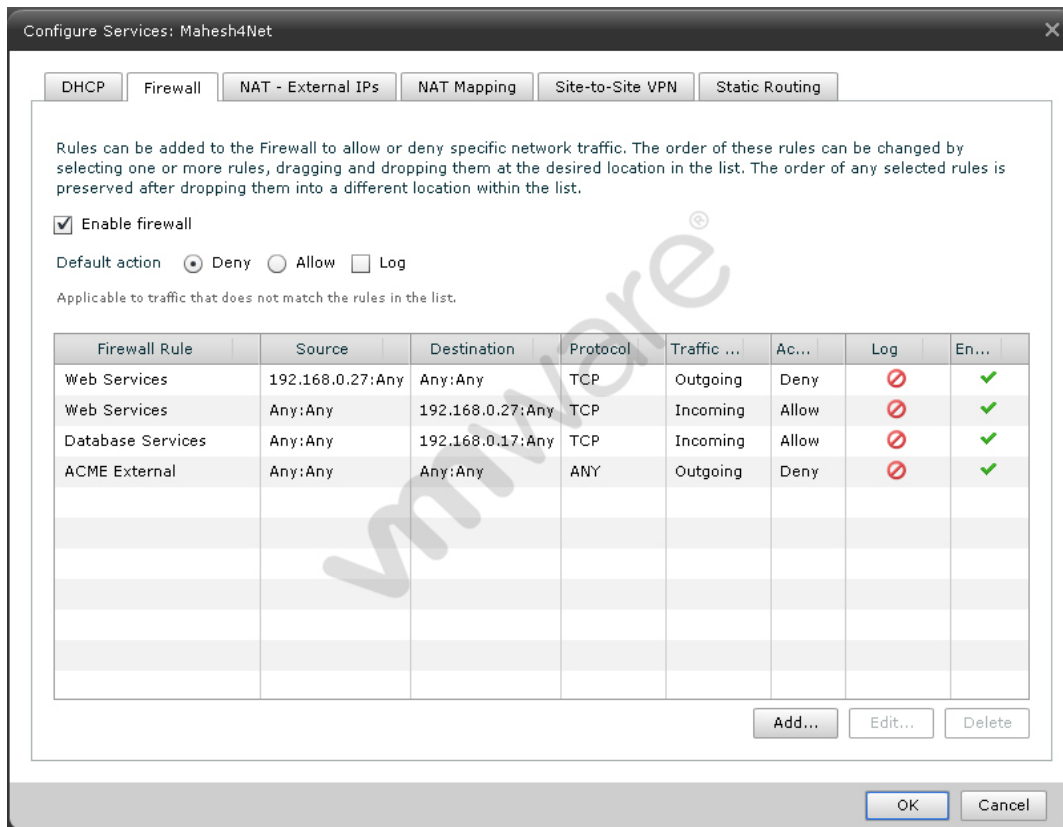 Configure Services: Mahesh4Net
DHCP Firewall NAT - External IPs NAT Mapping Site-to-Site VPN Static Routing
Rules can be added to the Firewall to allow or deny specific network traffic. The order of these rules can be changed by
selecting one or more rules, dragging and dropping them at the desired location in the list. The order of any selected rules is
preserved after dropping them into a different location within the list.
Enable firewall
Default action Deny Allow Log
Applicable to traffic that does not match the rules in the list.
Firewall Rule Source Destination Protocol Traffic ... Ac... Log En...
Web Services 192.168.0.27:Any Any:Any TCP Outgoing Deny
Web Services Any:Any 192.168.0.27:Any TCP Incoming Allow
Database Services Any:Any 192.168.0.17:Any TCP Incoming Allow
ACME External Any:Any Any:Any ANY Outgoing Deny
vmware®
Add... Edit... Delete
OK Cancel